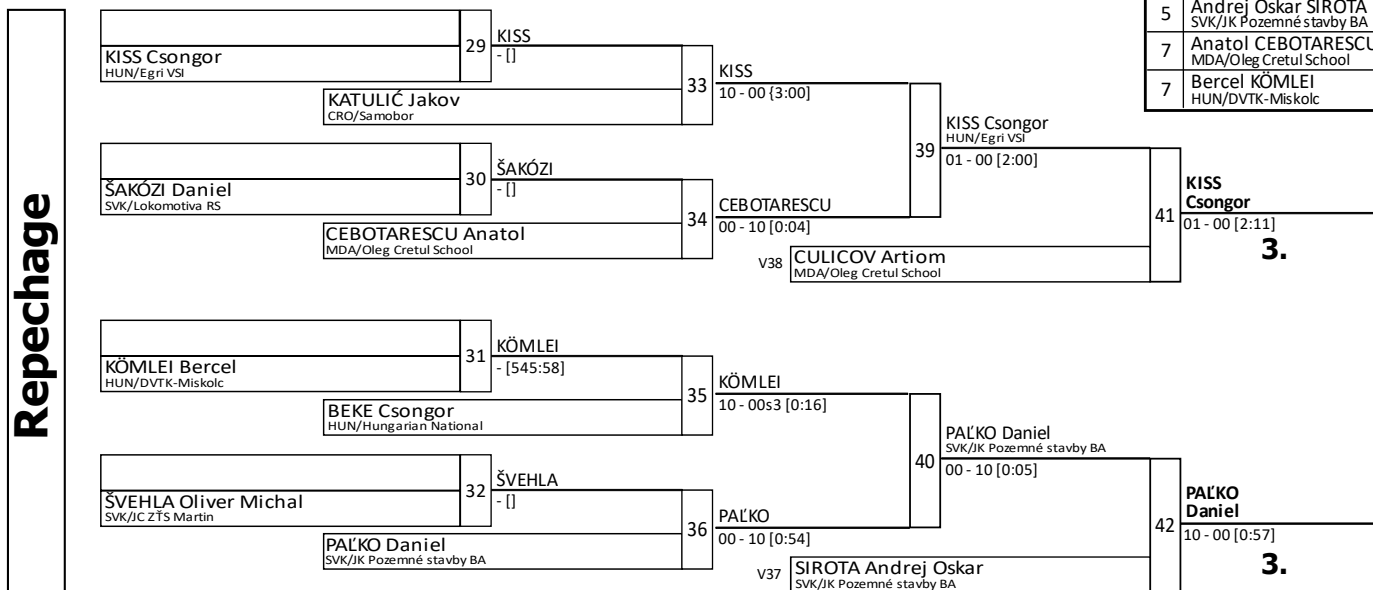 Repechage
5 Andrej Oskar SIROTA
SVK/JK Pozemné stavby BA
7 Anatol CEBOTARESCU
MDA/Oleg Cretul School
7 Bercel KÖMLEI
HUN/DVTK-Miskolc
KISS Csongor
HUN/Egri VSI
29
KISS
- []
KATULIĆ Jakov
CRO/Samobor
33
KISS
10 - 00 {3:00]
ŠAKÓZI Daniel
SVK/Lokomotiva RS
30
ŠAKÓZI
- []
CEBOTARESCU Anatol
MDA/Oleg Cretul School
34
CEBOTARESCU
00 - 10 [0:04]
39
KISS Csongor
HUN/Egri VSI
01 - 00 [2:00]
V38
CULICOV Artiom
MDA/Oleg Cretul School
41
KISS
Csongor
01 - 00 [2:11]
3.
KÖMLEI Bercel
HUN/DVTK-Miskolc
31
KÖMLEI
- [545:58]
BEKE Csongor
HUN/Hungarian National
35
KÖMLEI
10 - 00s3 [0:16]
ŠVEHLA Oliver Michal
SVK/JC ZŤS Martin
32
ŠVEHLA
- []
PAĽKO Daniel
SVK/JK Pozemné stavby BA
36
PAĽKO
00 - 10 [0:54]
40
PAĽKO Daniel
SVK/JK Pozemné stavby BA
00 - 10 [0:05]
V37
SIROTA Andrej Oskar
SVK/JK Pozemné stavby BA
42
PAĽKO
Daniel
10 - 00 [0:57]
3.